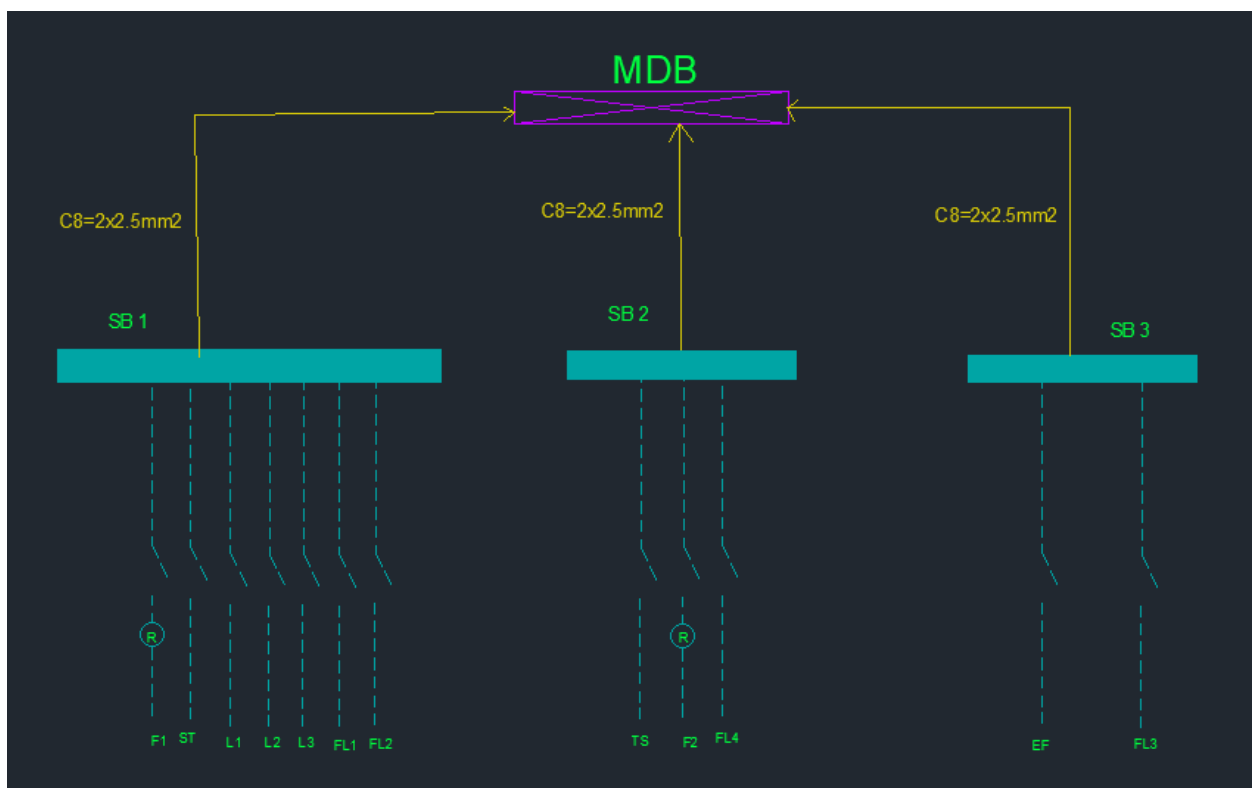 MDB
C8=2x2.5mm2
C8=2x2.5mm2
C8=2x2.5mm2
SB 1
SB 2
SB 3
R
R
F1
ST
L1
L2
L3
FL1
FL2
TS
F2
FL4
EF
FL3